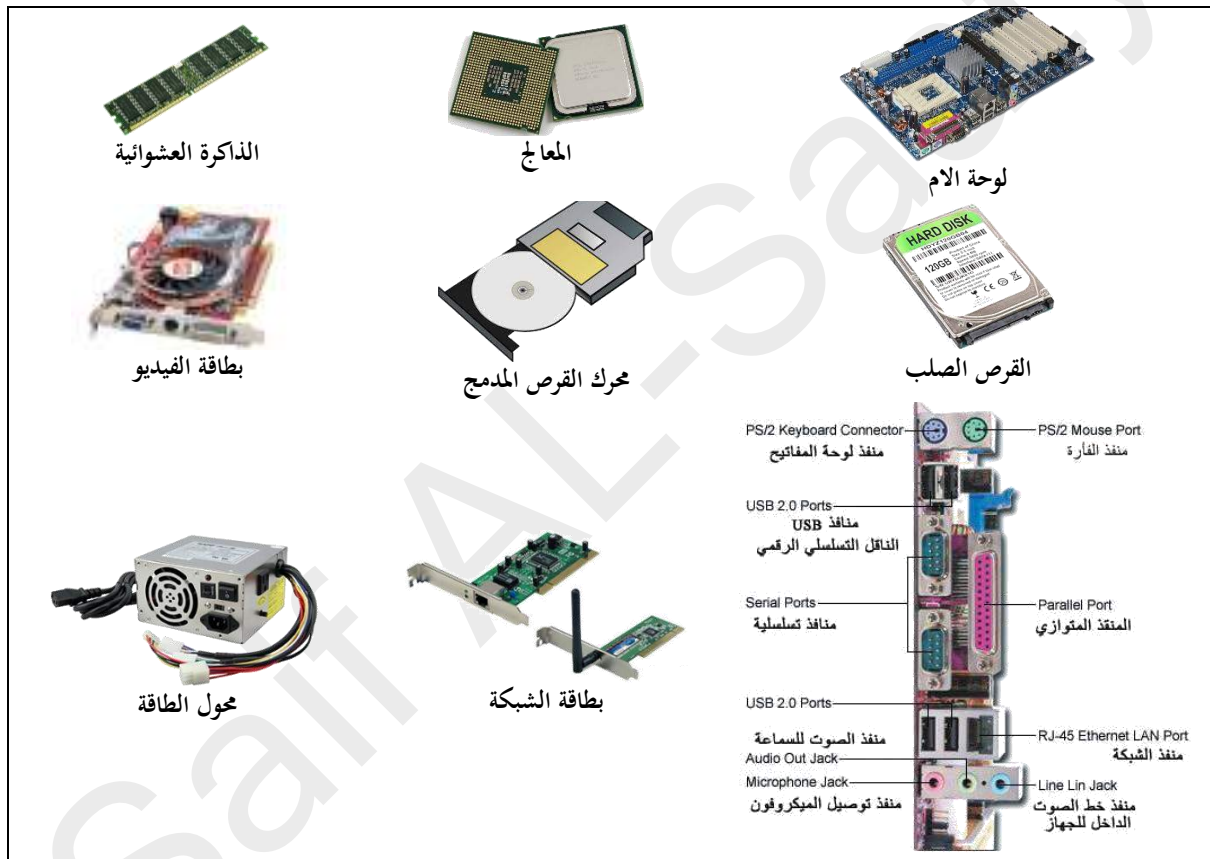 الذاكرة العشوائية
المعالج
لوحة الام
HARD DISK
120GB
بطاقة الفيديو
محرك القرص المدمج
القرص الصلب
PS/2 Keyboard Connector
منفذ لوحة المفاتيح
PS/2 Mouse Port
منفذ الفأرة
USB 2.0 Ports
منافذ USB
الناقل التسلسلي الرقمي
Serial Ports
منافذ تسلسلية
Parallel Port
المنفذ المتوازي
محول الطاقة
بطاقة الشبكة
USB 2.0 Ports
منفذ الصوت للسماعة
Audio Out Jack
RJ-45 Ethernet LAN Port
منفذ الشبكة
Microphone Jack
منفذ توصيل الميكروفون
Line Lin Jack
منفذ خط الصوت
الداخل للجهاز
Saif AL-Saedy